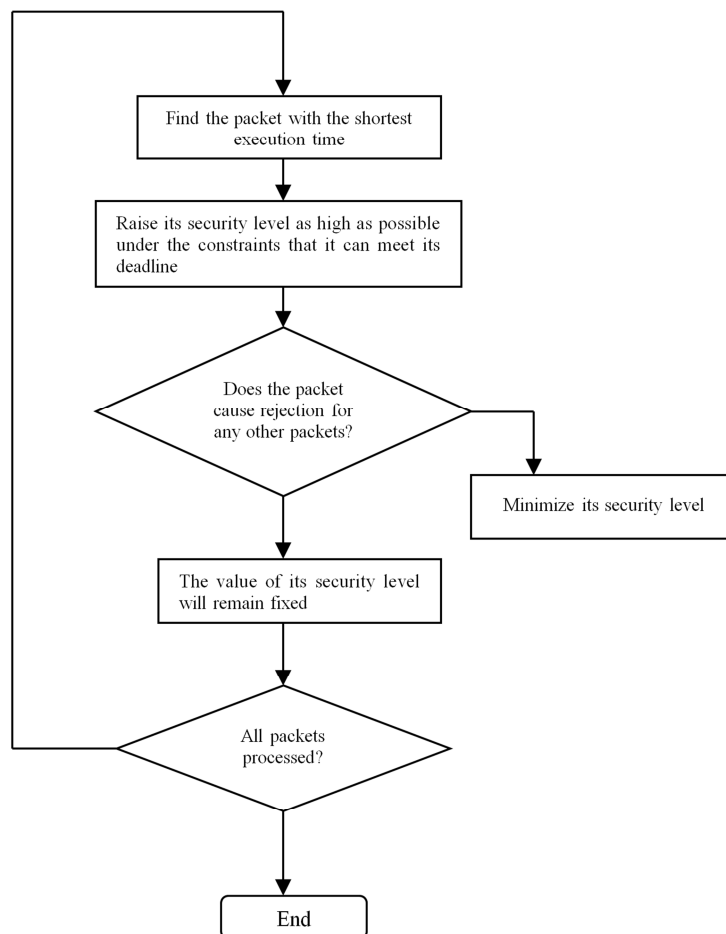 Find the packet with the shortest
execution time
Raise its security level as high as possible
under the constraints that it can meet its
deadline
Does the packet
cause rejection for
any other packets?
Minimize its security level
The value of its security level
will remain fixed
All packets
processed?
End